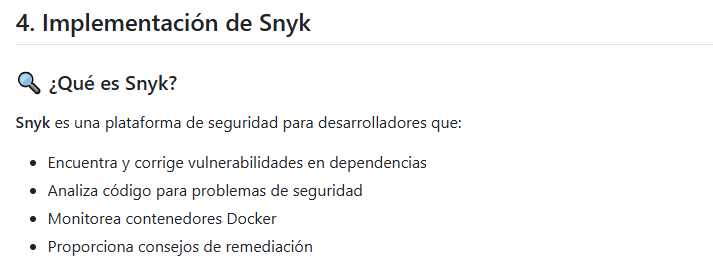 4. Implementación de Snyk
🔍 ¿Qué es Snyk?
Snyk es una plataforma de seguridad para desarrolladores que:
• Encuentra y corrige vulnerabilidades en dependencias
• Analiza código para problemas de seguridad
• Monitorea contenedores Docker
• Proporciona consejos de remediación